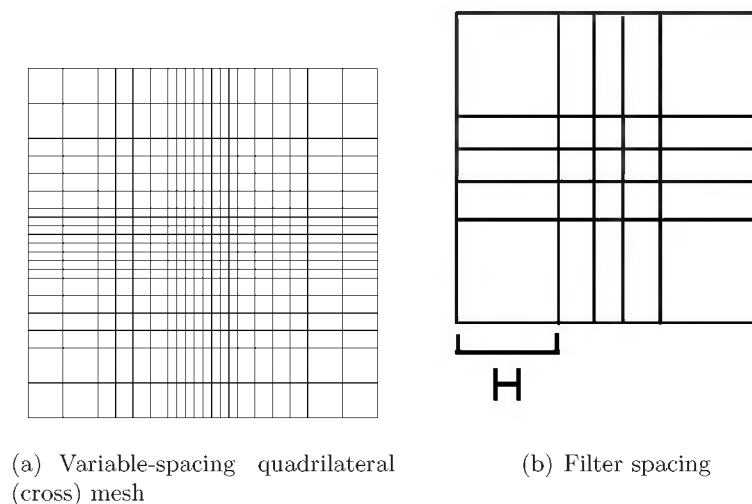 H
(a) Variable-spacing quadrilateral
(cross) mesh
(b) Filter spacing